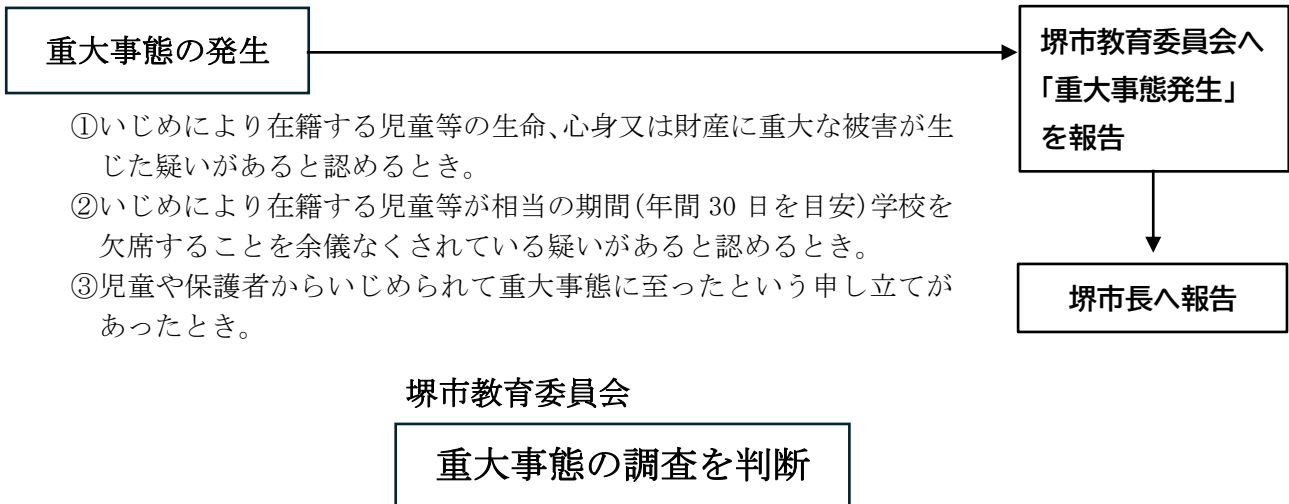 重大事態の発生
堺市教育委員会へ
「重大事態発生」
を報告
①いじめにより在籍する児童等の生命、心身又は財産に重大な被害が生
じた疑いがあると認めるとき。
②いじめにより在籍する児童等が相当の期間(年間 30 日を目安)学校を
欠席することを余儀なくされている疑いがあると認めるとき。
③児童や保護者からいじめられて重大事態に至ったという申し立てが
あったとき。
堺市長へ報告
堺市教育委員会
重大事態の調査を判断